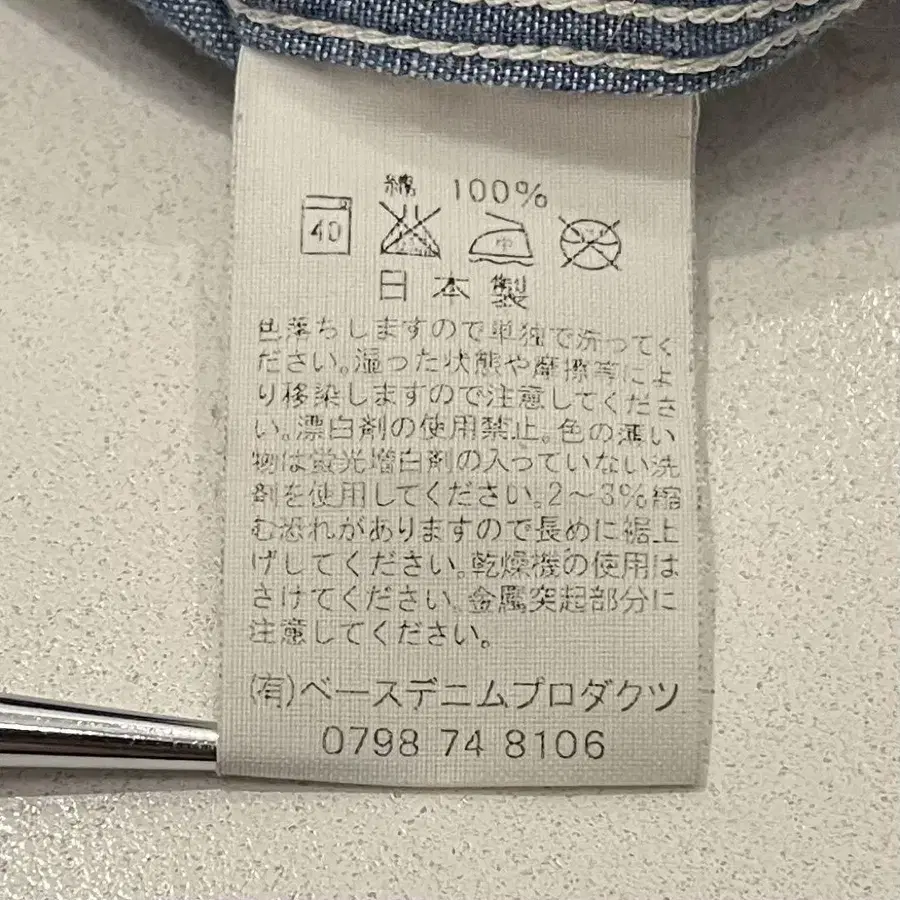 綿 100%
40 中
日本製
色落ちしますので単独で洗ってく
ださい。湿った状態や摩擦等によ
り移染しますので注意してくださ
い。漂白剤の使用禁止。色の薄い
物は蛍光増白剤の入っていない洗
剤を使用してください。2〜3%縮
む恐れがありますので長めに裾上
げしてください。乾燥機の使用は
さけてください。金属突起部分に
注意してください。
(有)ベースデニムプロダクツ
0798 74 8106